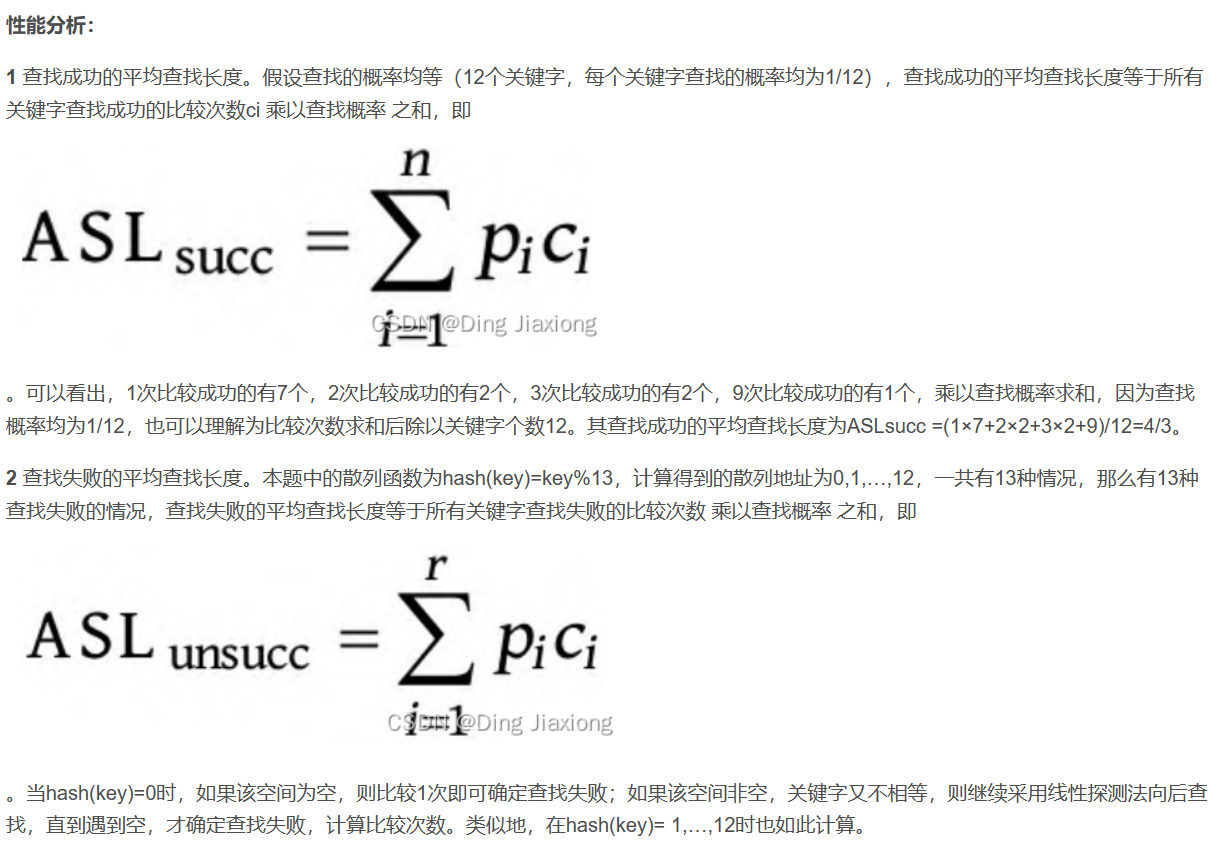 性能分析：
1 查找成功的平均查找长度。假设查找的概率均等（12个关键字，每个关键字查找的概率均为1/12），查找成功的平均查找长度等于所有
关键字查找成功的比较次数ci 乘以查找概率 之和，即
ASL succ = ∑ i=1 n p i c i
CSDN @Ding Jiaxiong
。可以看出，1次比较成功的有7个，2次比较成功的有2个，3次比较成功的有2个，9次比较成功的有1个，乘以查找概率求和，因为查找
概率均为1/12，也可以理解为比较次数求和后除以关键字个数12。其查找成功的平均查找长度为ASLsucc =(1×7+2×2+3×2+9)/12=4/3。
2 查找失败的平均查找长度。本题中的散列函数为hash(key)=key%13，计算得到的散列地址为0,1,…,12，一共有13种情况，那么有13种
查找失败的情况，查找失败的平均查找长度等于所有关键字查找失败的比较次数 乘以查找概率 之和，即
ASL unsucc = ∑ i=1 r p i c i
CSDN @Ding Jiaxiong
。当hash(key)=0时，如果该空间为空，则比较1次即可确定查找失败；如果该空间非空，关键字又不相等，则继续采用线性探测法向后查
找，直到遇到空，才确定查找失败，计算比较次数。类似地，在hash(key)= 1,…,12时也如此计算。